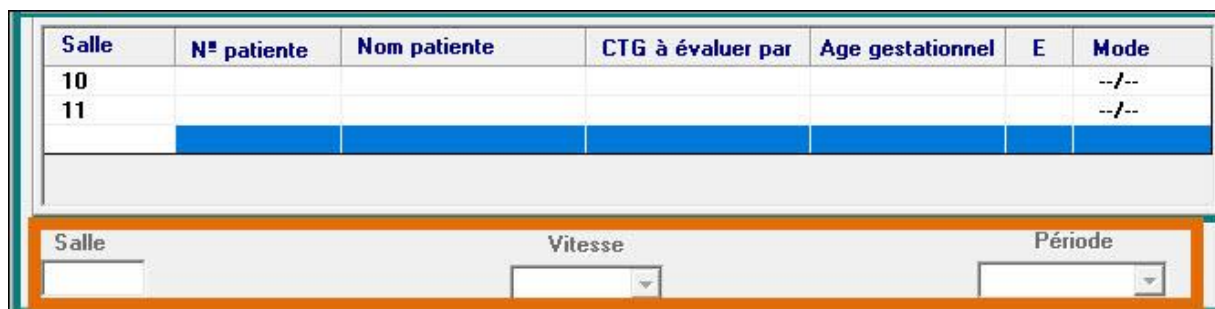 Salle Nº patiente Nom patiente CTG à évaluer par Age gestationnel E Mode
10 --/--
11 --/--
Salle Vitesse Période